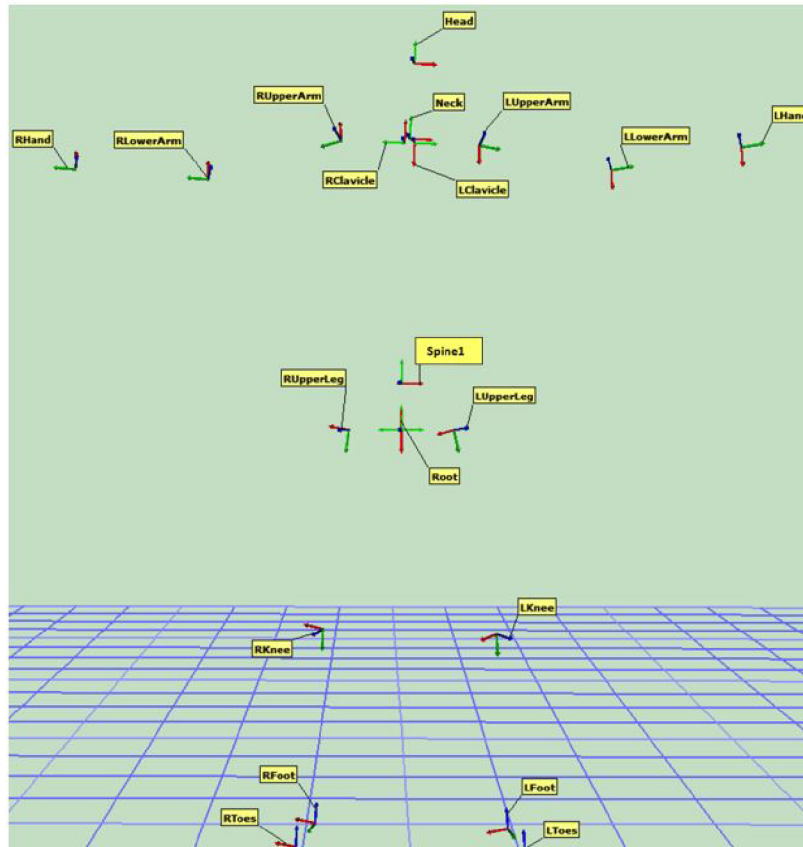 Head
RUpperArm
Neck
LUpperArm
LHand
RHand
RLowerArm
LLowerArm
RClavicle
LClavicle
Spine1
RUpperLeg
LUpperLeg
Root
LKnee
RKnee
RFoot
LFoot
RToes
LToes